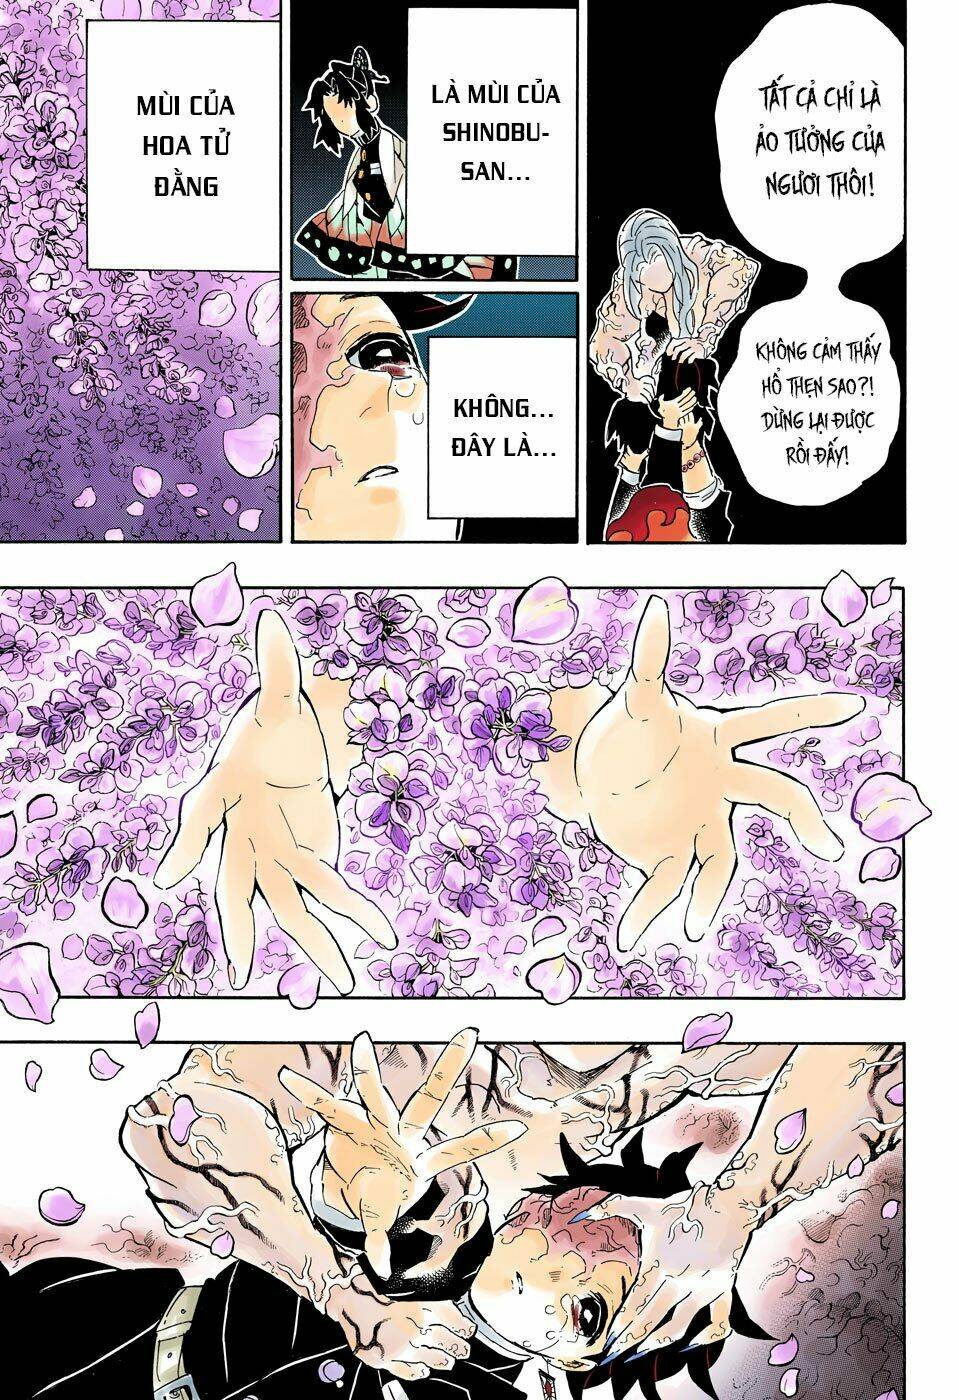 TẤT CẢ CHỈ LÀ
ẢO TƯỞNG CỦA
NGƯƠI THÔI!
KHÔNG CẢM THẤY
HỔ THẸN SAO?!
DỪNG LẠI ĐƯỢC
RỒI ĐẤY!
LÀ MÙI CỦA
SHINOBU-
SAN...
KHÔNG...
ĐÂY LÀ...
MÙI CỦA
HOA TỬ
ĐẰNG